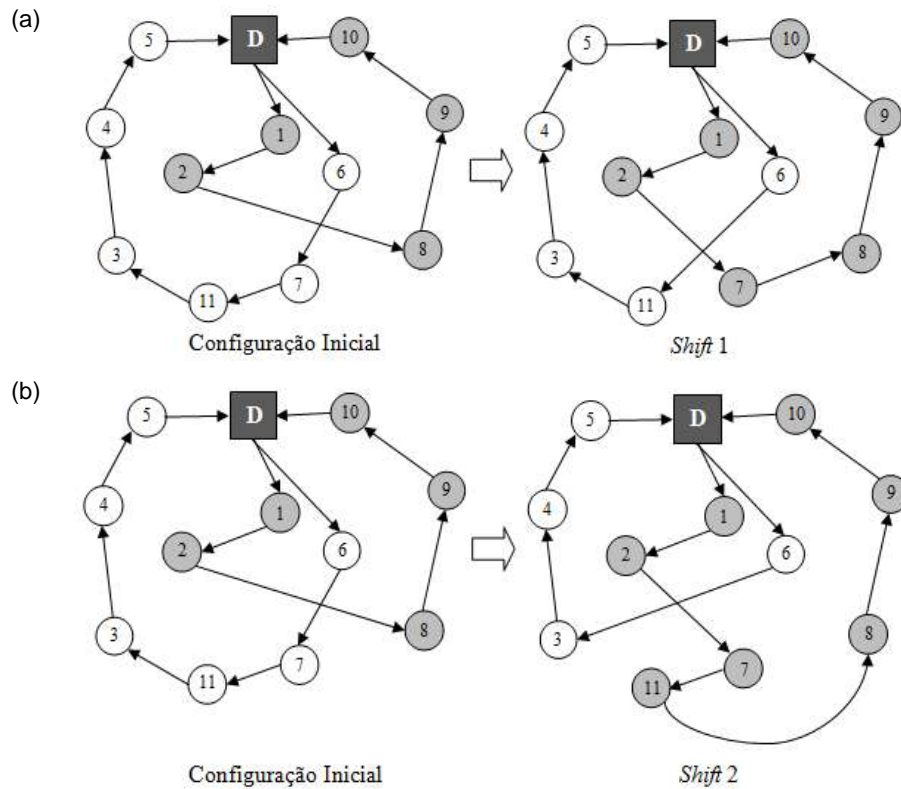 (a)
5 D 10 5 D 10
4 1 9 4 1 9
2 6 2 6
3 8 3 8
11 7 11 7
Configuração Inicial Shift 1
(b)
5 D 10 5 D 10
4 1 9 4 1 9
2 6 2 6
3 8 3 8
11 7 11 7
Configuração Inicial Shift 2